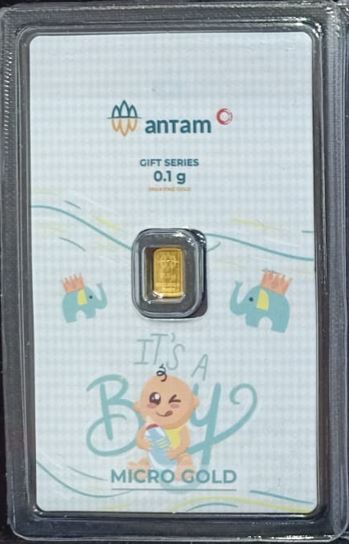 antam
GIFT SERIES
0.1 g
IT'S A
BOY
MICRO GOLD